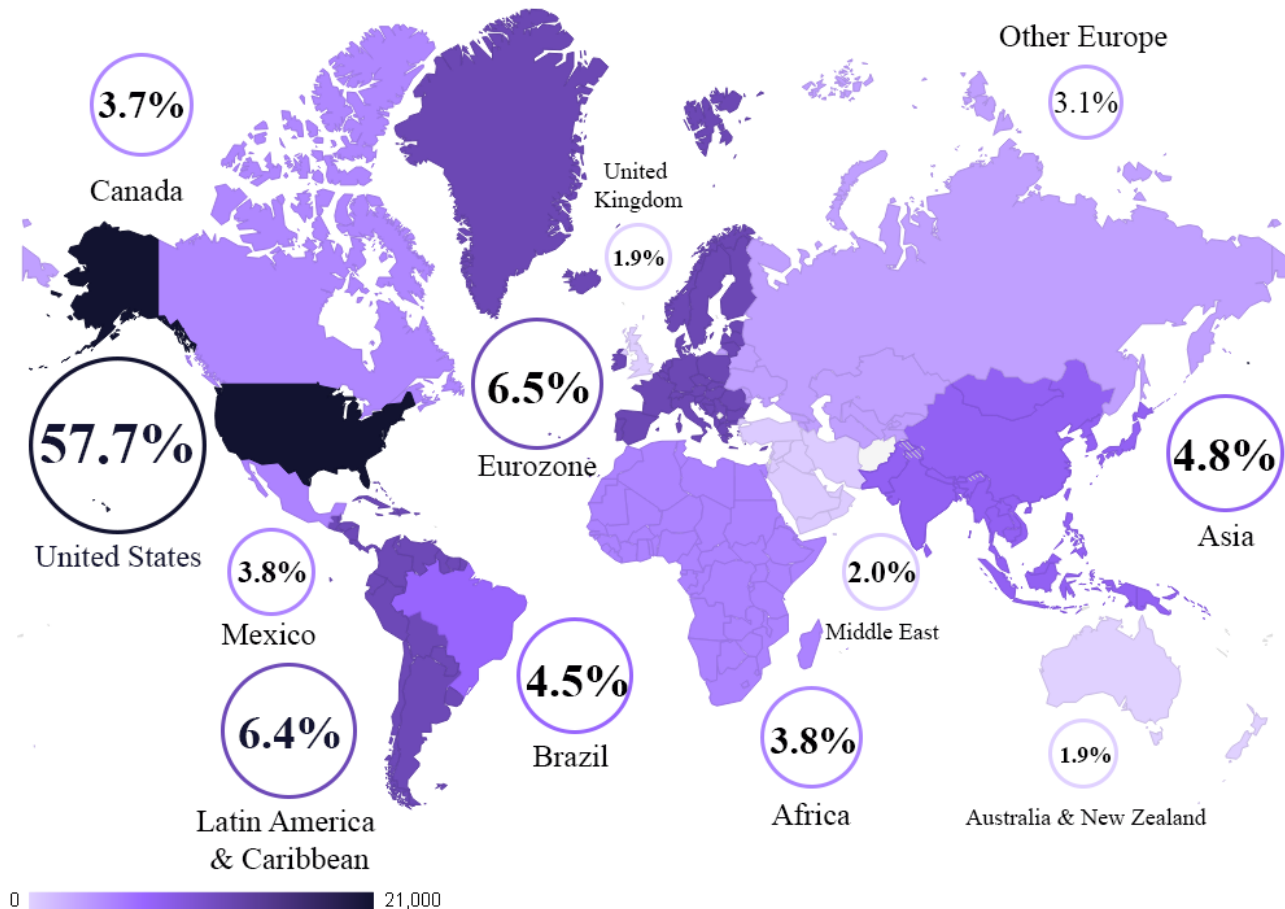 Other Europe
3.1%
3.7%
Canada
United
Kingdom
1.9%
57.7%
United States
6.5%
Eurozone
4.8%
Asia
3.8%
Mexico
2.0%
Middle East
6.4%
Latin America
& Caribbean
4.5%
Brazil
3.8%
Africa
1.9%
Australia & New Zealand
0
21,000